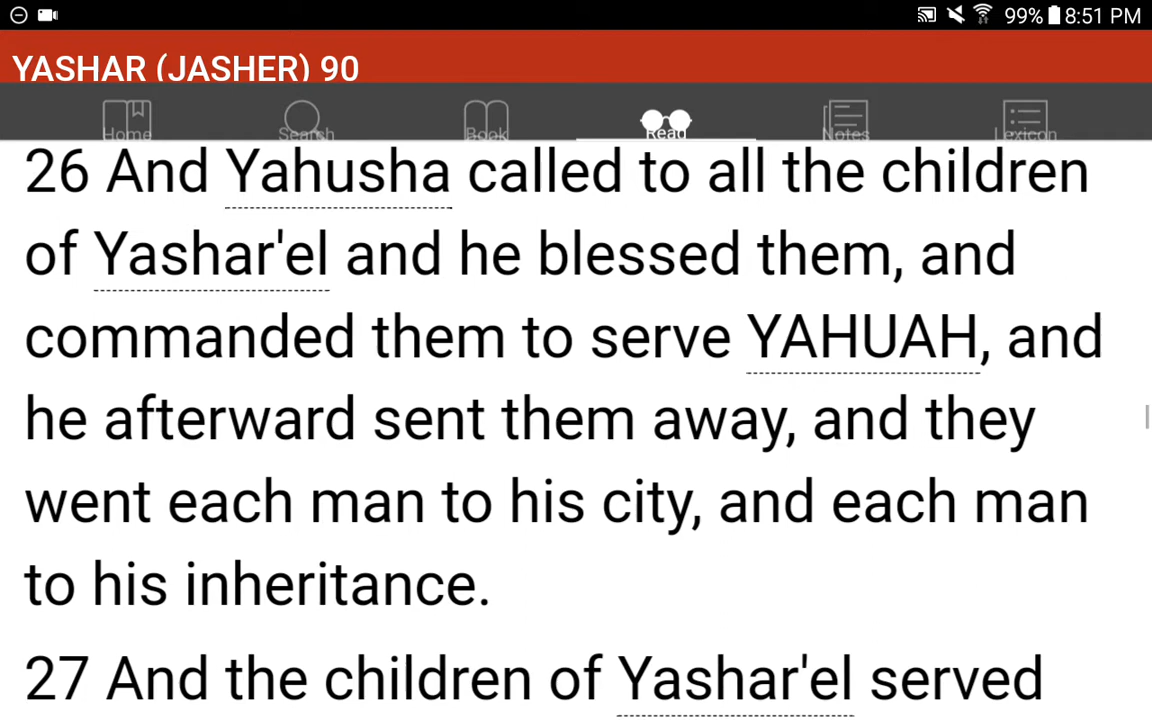 99% 8:51 PM
YASHAR (JASHER) 90
Home Search Book Read Notes Lexicon
26 And Yahusha called to all the children
of Yashar'el and he blessed them, and
commanded them to serve YAHUAH, and
he afterward sent them away, and they
went each man to his city, and each man
to his inheritance.
27 And the children of Yashar'el served